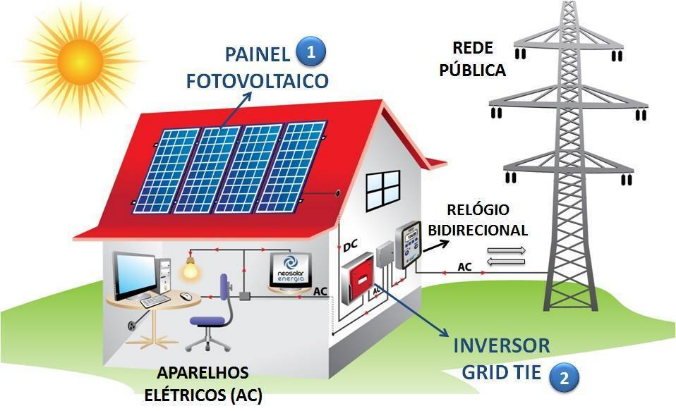 PAINEL 1
FOTOVOLTAICO
REDE
PÚBLICA
RELÓGIO
BIDIRECIONAL
DC
AC
AC
AC
neosolar
energia
INVERSOR
GRID TIE 2
APARELHOS
ELÉTRICOS (AC)